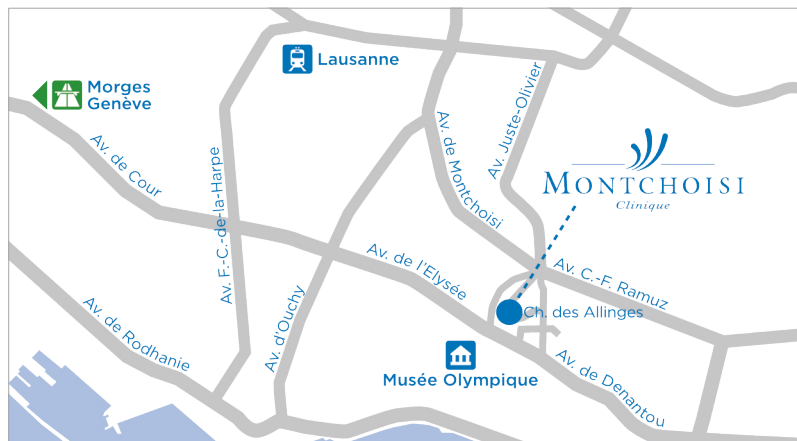 Lausanne
Morges
Genève
Av. de Cour
Av. F.-C.-de-la-Harpe
Av. de Montchoisi
Av. Juste-Olivier
MONTCHOISI
Clinique
Av. de l'Elysée
Av. C.-F. Ramuz
Av. d'Ouchy
Ch. des Allinges
Av. de Rodhanie
Musée Olympique
Av. de Denantou